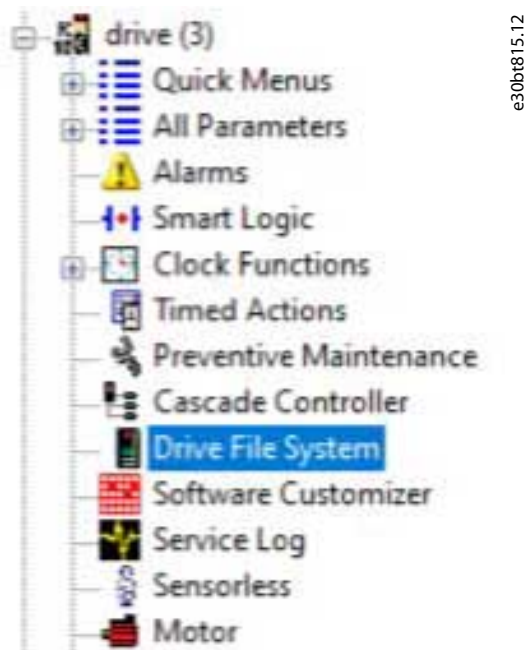 drive (3)
Quick Menus
All Parameters
Alarms
Smart Logic
Clock Functions
Timed Actions
Preventive Maintenance
Cascade Controller
Drive File System
Software Customizer
Service Log
Sensorless
Motor
e30bt815.12